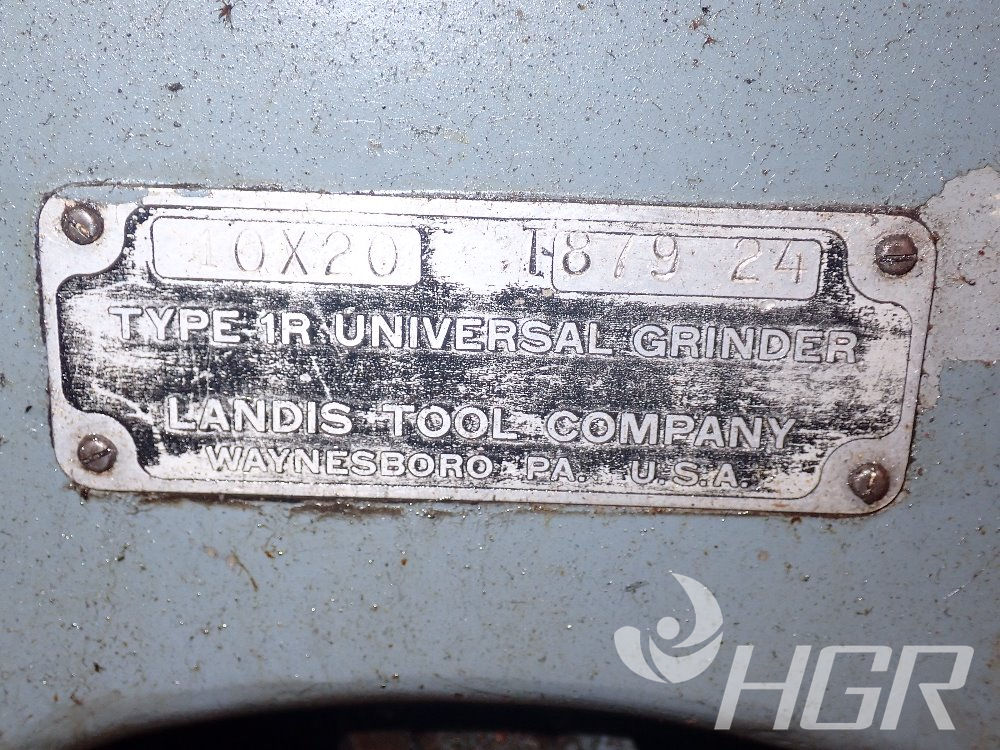 10X20 1879 24
TYPE 1R UNIVERSAL GRINDER
LANDIS TOOL COMPANY
WAYNESBORO PA. U.S.A.
HGR